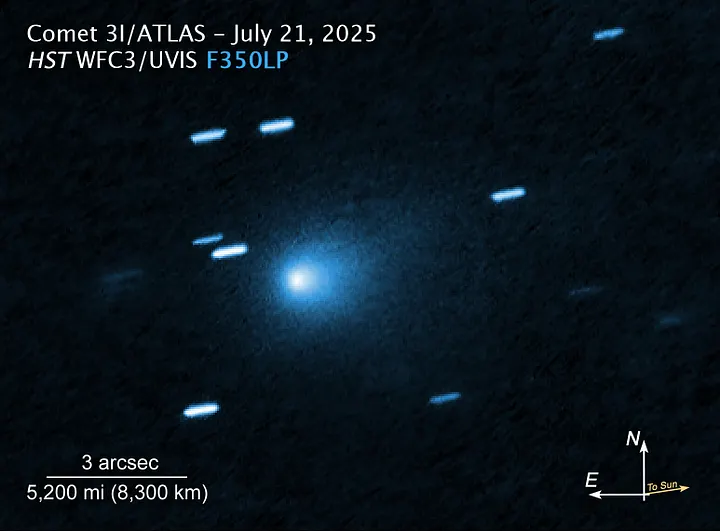 Comet 3I/ATLAS – July 21, 2025
HST WFC3/UVIS F350LP
3 arcsec
5,200 mi (8,300 km)
N
E
To Sun